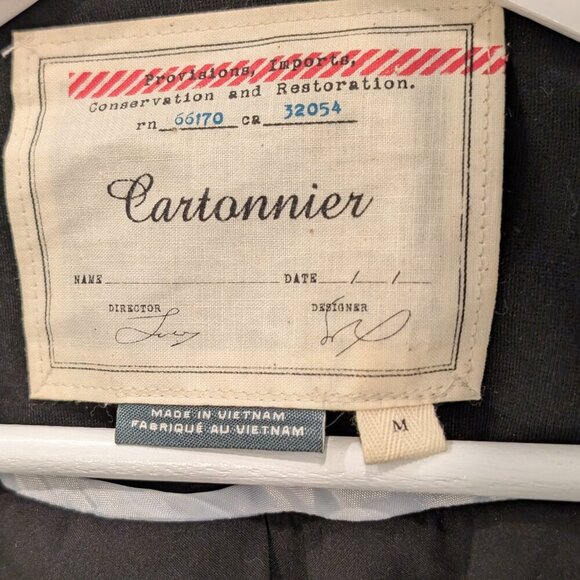 Provisions, Imports,
Conservation and Restoration.
rn 66170 ca 32054
Cartonnier
NAME DATE / /
DIRECTOR DESIGNER
MADE IN VIETNAM
FABRIQUÉ AU VIETNAM
M